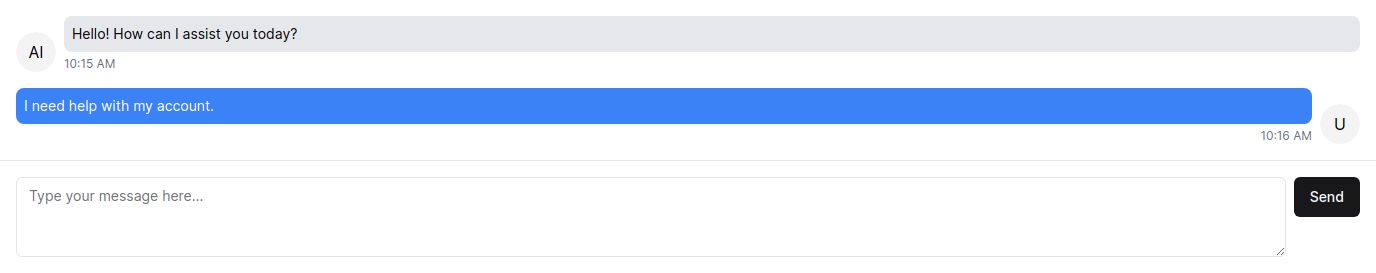 Hello! How can I assist you today?
AI
10:15 AM
I need help with my account.
U
10:16 AM
Type your message here...
Send